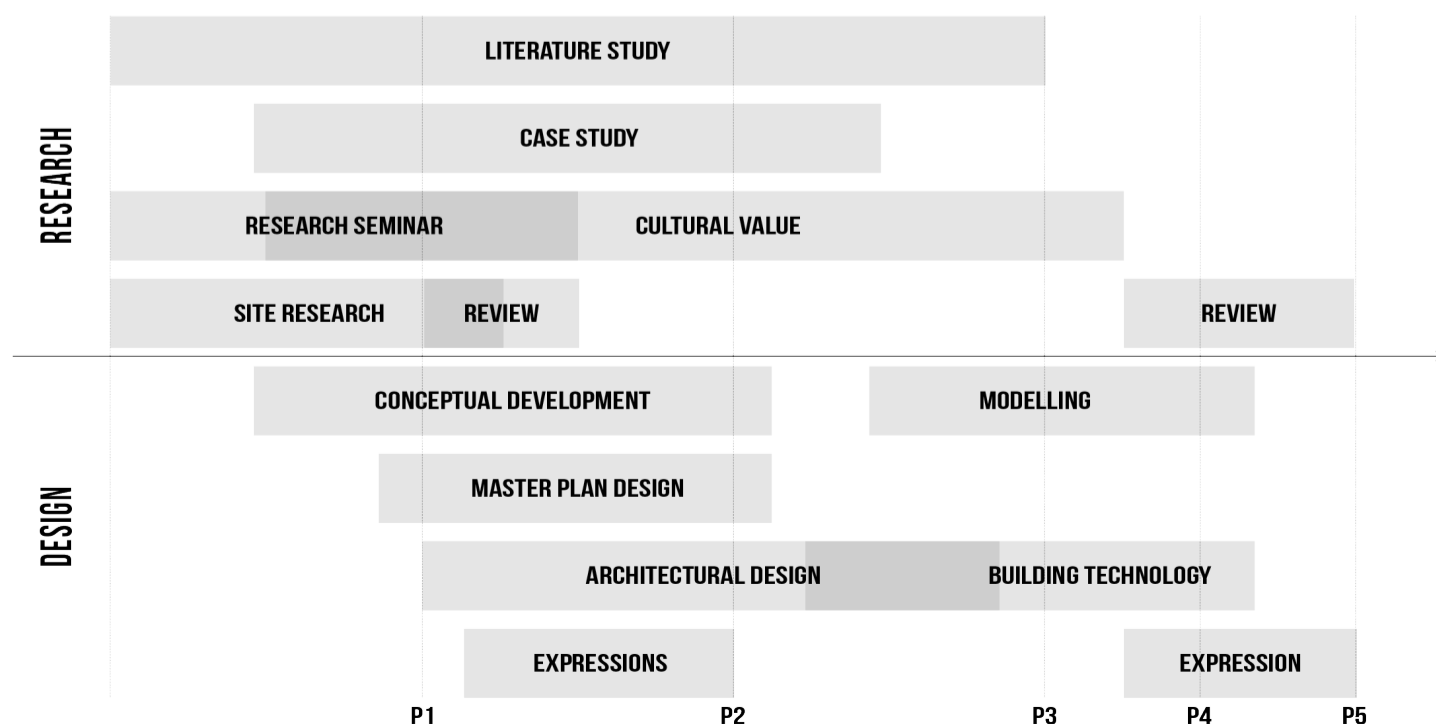 RESEARCH
LITERATURE STUDY
CASE STUDY
RESEARCH SEMINAR
CULTURAL VALUE
SITE RESEARCH
REVIEW
REVIEW
DESIGN
CONCEPTUAL DEVELOPMENT
MODELLING
MASTER PLAN DESIGN
ARCHITECTURAL DESIGN
BUILDING TECHNOLOGY
EXPRESSIONS
EXPRESSION
P1
P2
P3
P4
P5